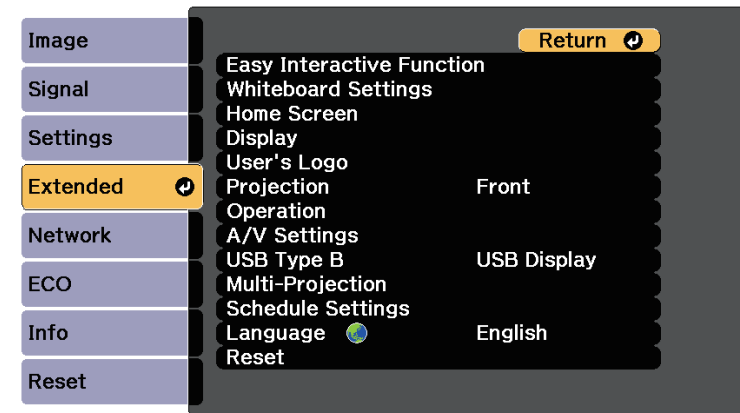 Image
Signal
Settings
Extended
Network
ECO
Info
Reset
Return
Easy Interactive Function
Whiteboard Settings
Home Screen
Display
User's Logo
Projection Front
Operation
A/V Settings
USB Type B USB Display
Multi-Projection
Schedule Settings
Language English
Reset